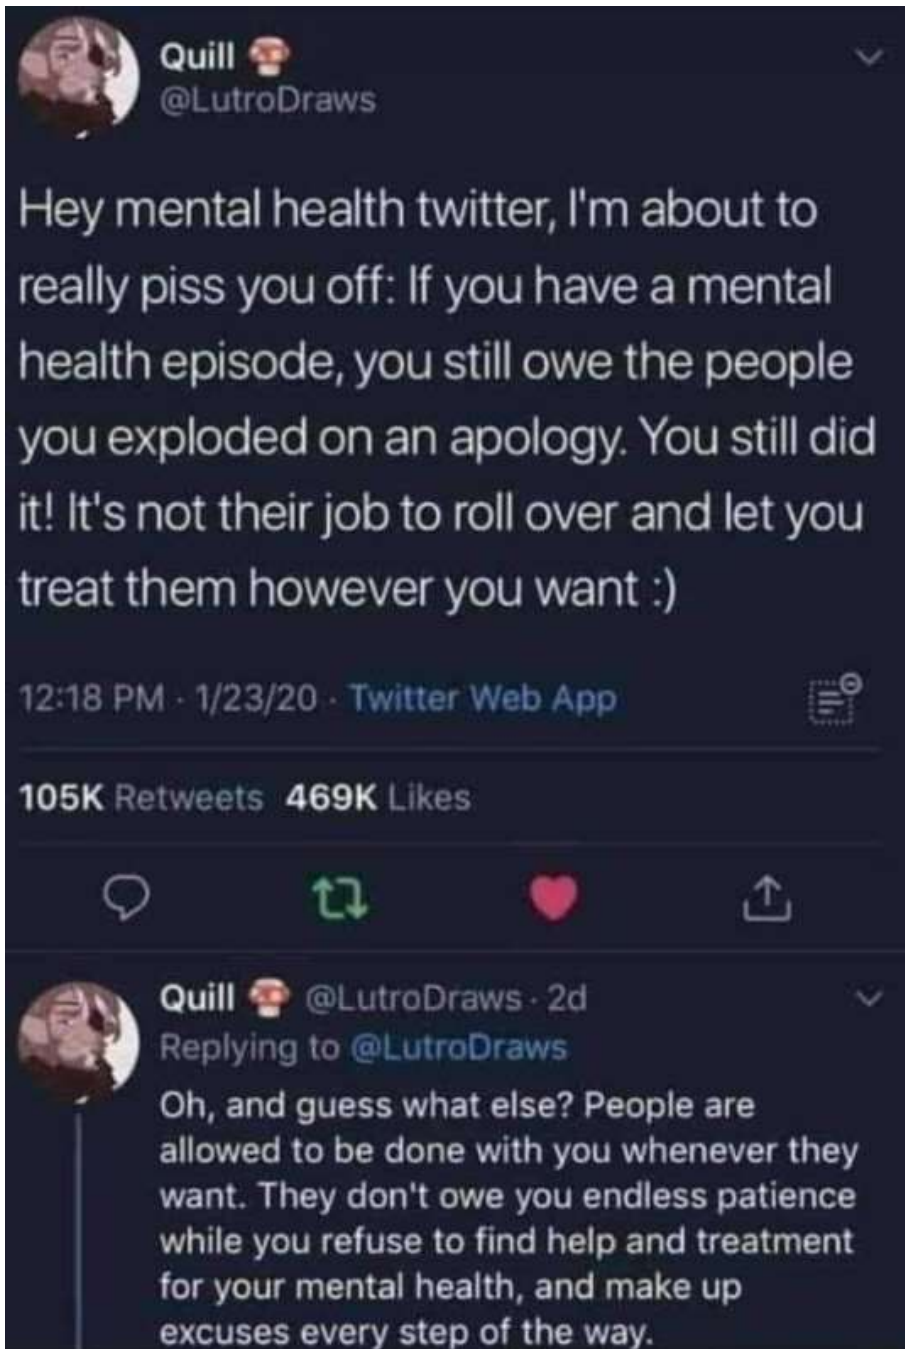 Quill 🍄
@LutroDraws
Hey mental health twitter, I'm about to
really piss you off: If you have a mental
health episode, you still owe the people
you exploded on an apology. You still did
it! It's not their job to roll over and let you
treat them however you want :)
12:18 PM · 1/23/20 · Twitter Web App
105K Retweets 469K Likes
Quill 🍄 @LutroDraws · 2d
Replying to @LutroDraws
Oh, and guess what else? People are
allowed to be done with you whenever they
want. They don't owe you endless patience
while you refuse to find help and treatment
for your mental health, and make up
excuses every step of the way.